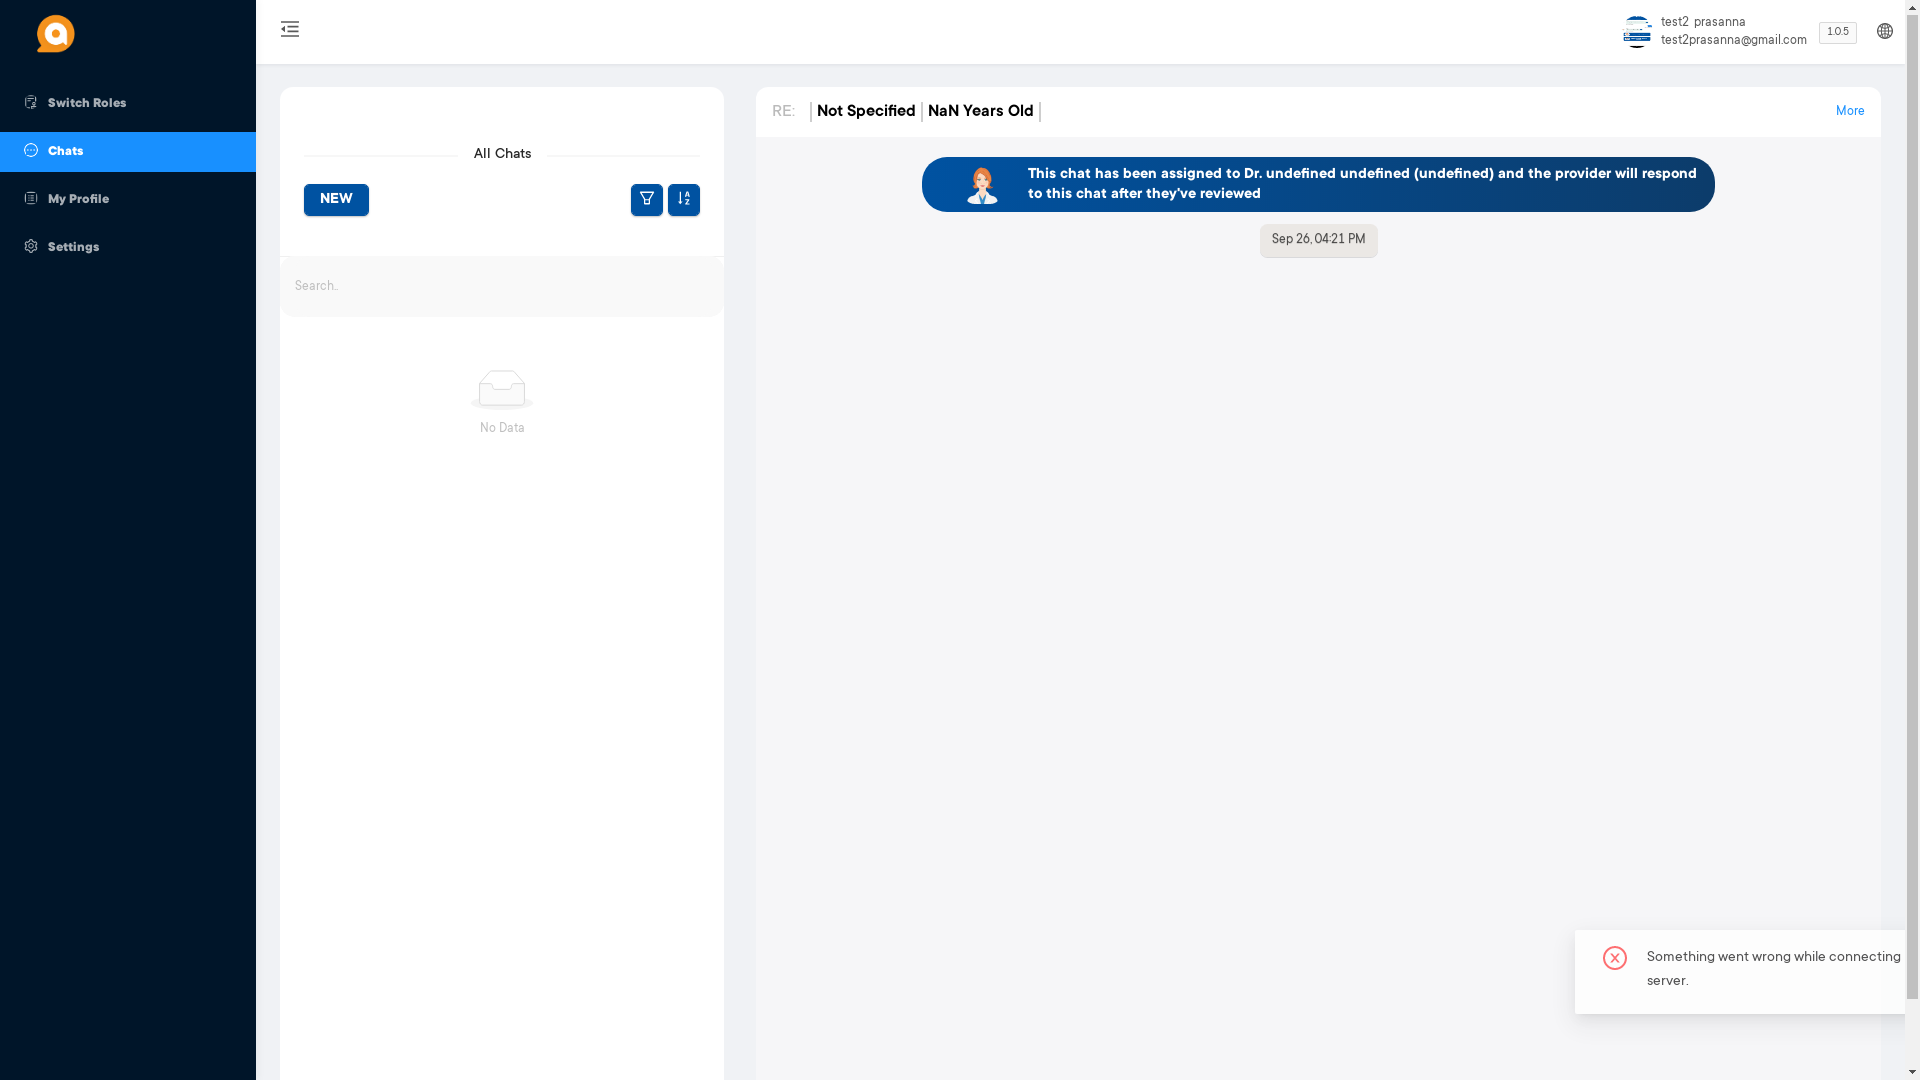 test2 prasanna
test2prasanna@gmail.com
1.0.5
Switch Roles
Chats
My Profile
Settings
All Chats
NEW
Search..
No Data
RE:
Not Specified
NaN Years Old
More
This chat has been assigned to Dr. undefined undefined (undefined) and the provider will respond
to this chat after they've reviewed
Sep 26, 04:21 PM
Something went wrong while connecting
server.